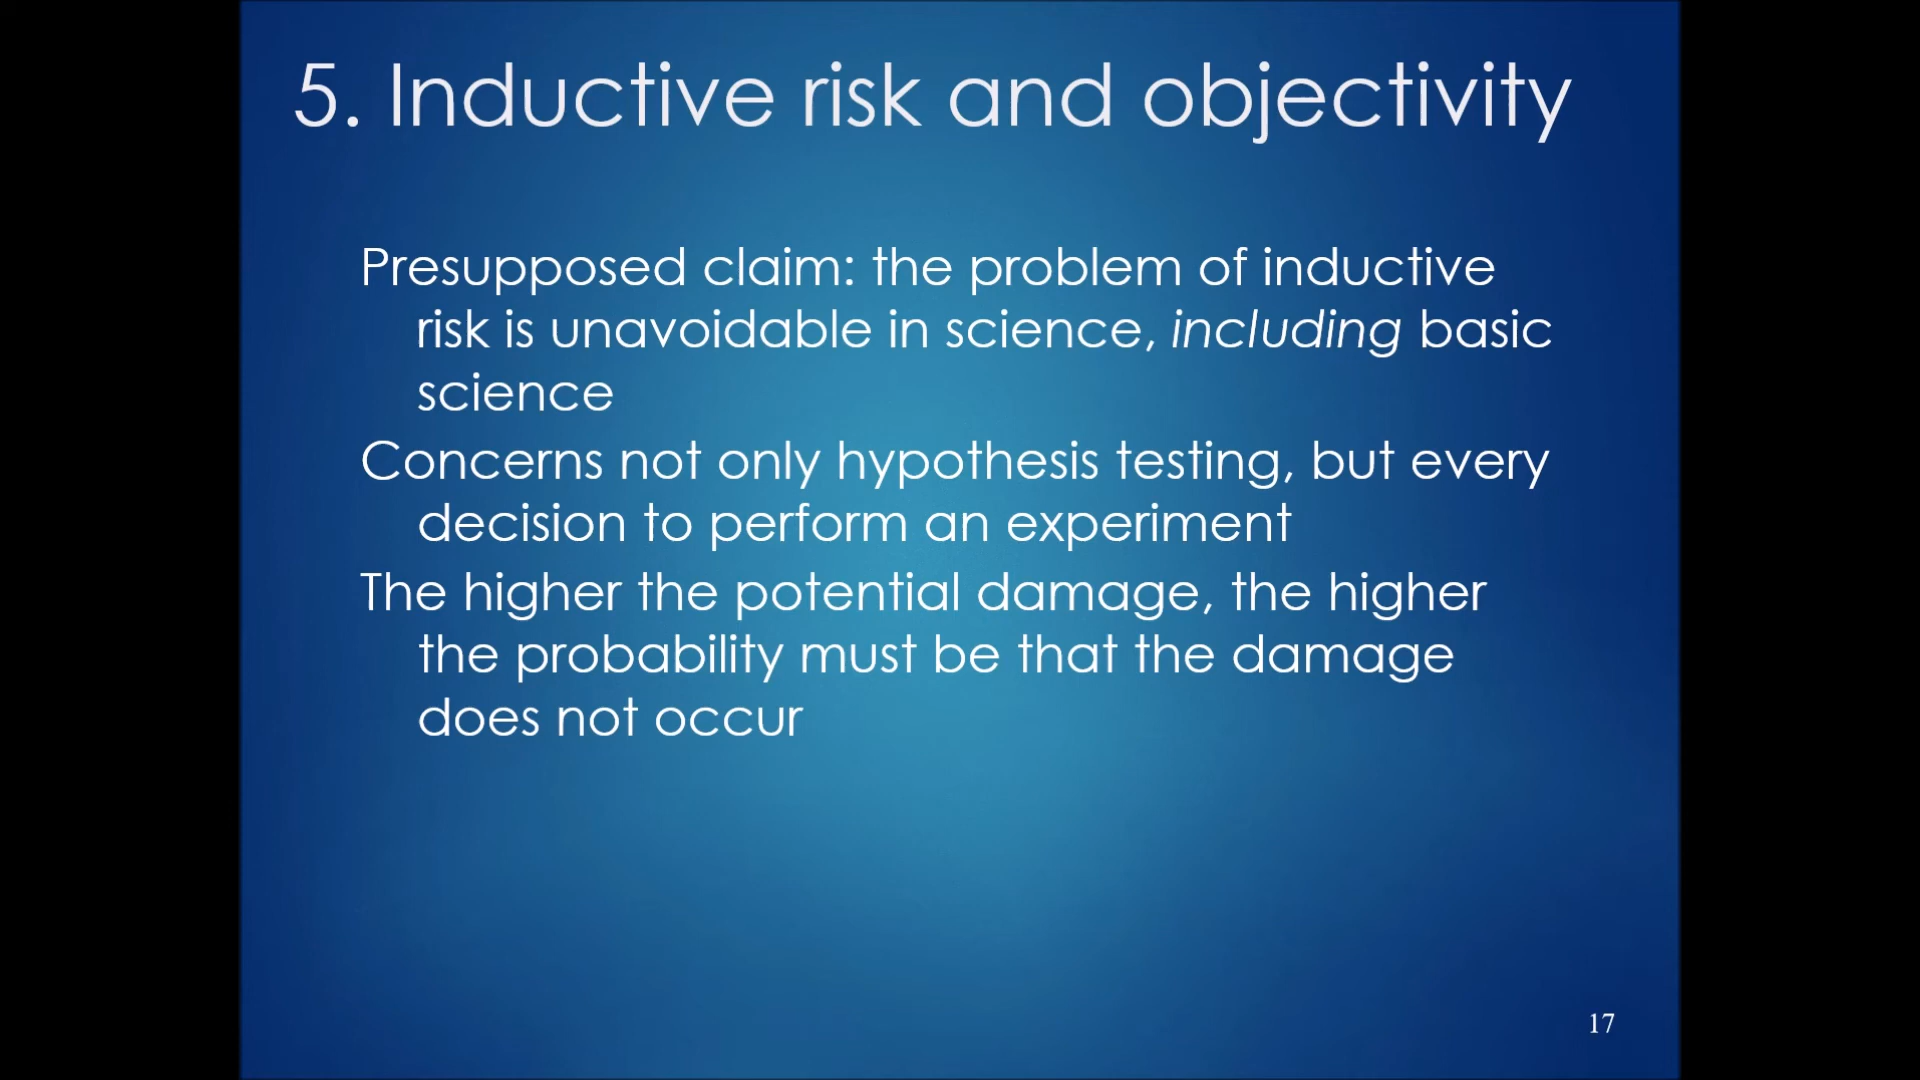 5. Inductive risk and objectivity
Presupposed claim: the problem of inductive
risk is unavoidable in science, including basic
science
Concerns not only hypothesis testing, but every
decision to perform an experiment
The higher the potential damage, the higher
the probability must be that the damage
does not occur
17